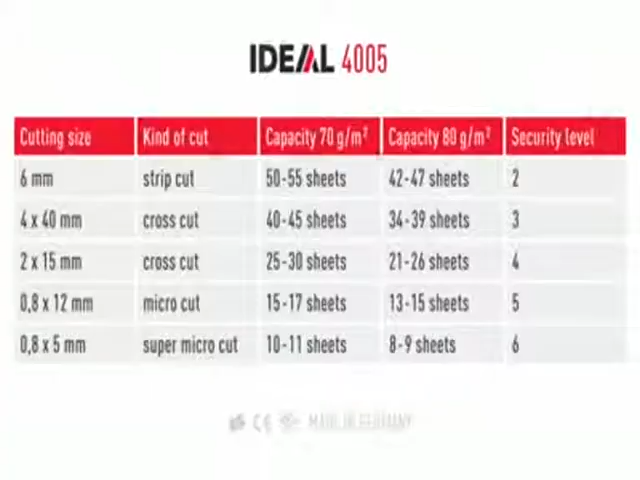 IDEAL 4005
Cutting size Kind of cut Capacity 70 g/m² Capacity 80 g/m² Security level
6 mm strip cut 50-55 sheets 42-47 sheets 2
4 x 40 mm cross cut 40-45 sheets 34-39 sheets 3
2 x 15 mm cross cut 25-30 sheets 21-26 sheets 4
0,8 x 12 mm micro cut 15-17 sheets 13-15 sheets 5
0,8 x 5 mm super micro cut 10-11 sheets 8-9 sheets 6
CE MADE IN GERMANY